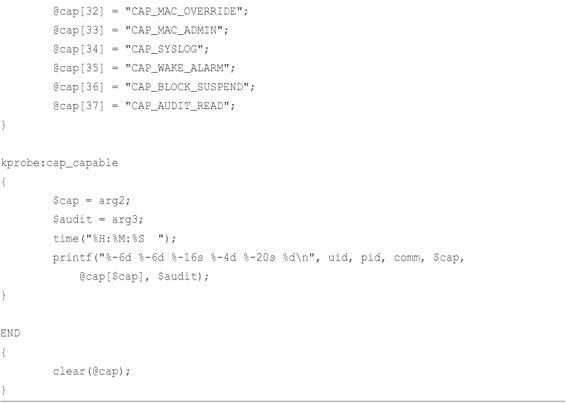 @cap[32] = "CAP_MAC_OVERRIDE";
        @cap[33] = "CAP_MAC_ADMIN";
        @cap[34] = "CAP_SYSLOG";
        @cap[35] = "CAP_WAKE_ALARM";
        @cap[36] = "CAP_BLOCK_SUSPEND";
        @cap[37] = "CAP_AUDIT_READ";
}

kprobe:cap_capable
{
        $cap = arg2;
        $audit = arg3;
        time("%H:%M:%S  ");
        printf("%-6d %-6d %-16s %-4d %-20s %d\n", uid, pid, comm, $cap,
            @cap[$cap], $audit);
}

END
{
        clear(@cap);
}